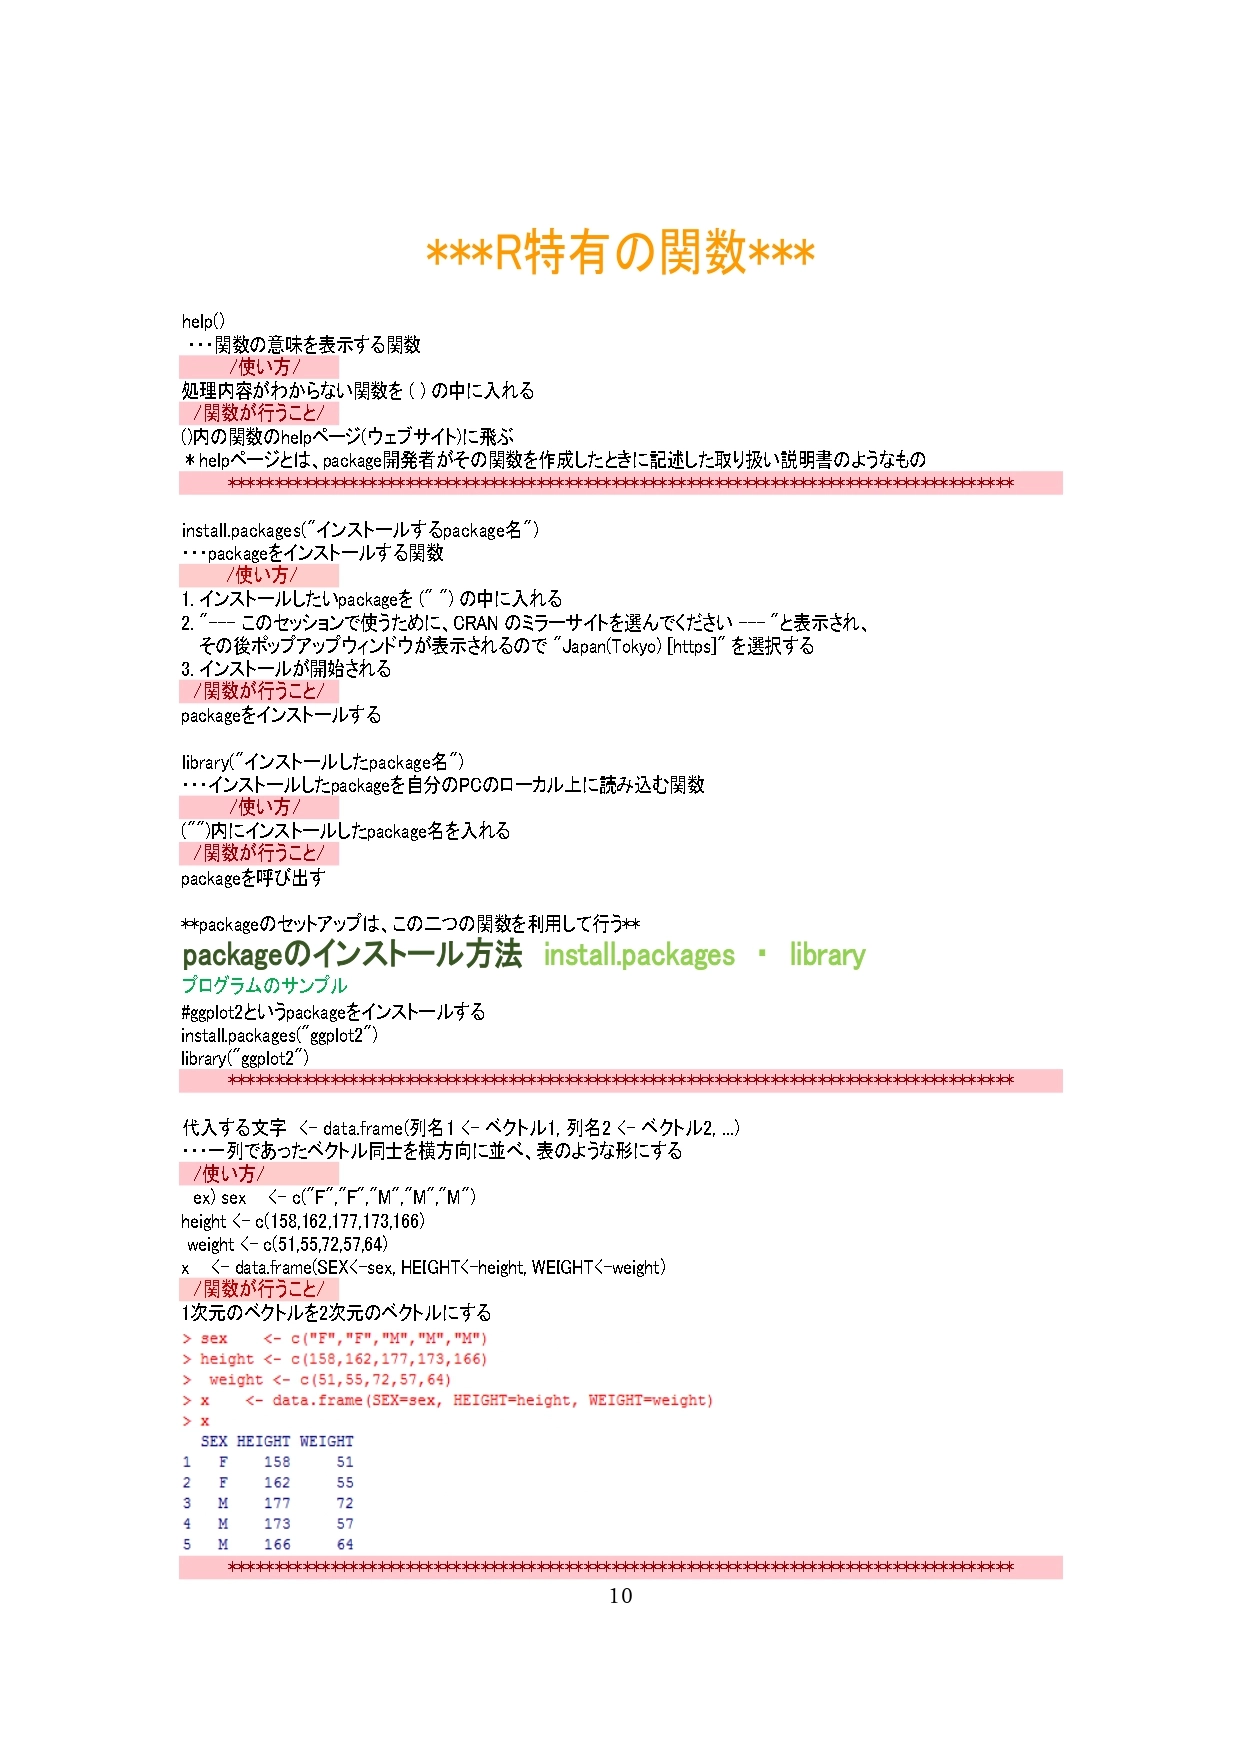 ***R特有の関数***
help()
・・・関数の意味を表示する関数
/使い方/
処理内容がわからない関数を ( ) の中に入れる
/関数が行うこと/
()内の関数のhelpページ(ウェブサイト)に飛ぶ
＊helpページとは、package開発者がその関数を作成したときに記述した取り扱い説明書のようなもの
************************************************************************************
install.packages("インストールするpackage名")
・・・packageをインストールする関数
/使い方/
1. インストールしたいpackageを (" ") の中に入れる
2. "--- このセッションで使うために、CRAN のミラーサイトを選んでください --- "と表示され、
その後ポップアップウィンドウが表示されるので "Japan(Tokyo) [https]" を選択する
3. インストールが開始される
/関数が行うこと/
packageをインストールする
library("インストールしたpackage名")
・・・インストールしたpackageを自分のPCのローカル上に読み込む関数
/使い方/
("")内にインストールしたpackage名を入れる
/関数が行うこと/
packageを呼び出す
**packageのセットアップは、この二つの関数を利用して行う**
packageのインストール方法 install.packages ・ library
プログラムのサンプル
#ggplot2というpackageをインストールする
install.packages("ggplot2")
library("ggplot2")
************************************************************************************
代入する文字 <- data.frame(列名1 <- ベクトル1, 列名2 <- ベクトル2, ...)
・・・一列であったベクトル同士を横方向に並べ、表のような形にする
/使い方/
ex) sex <- c("F","F","M","M","M")
height <- c(158,162,177,173,166)
weight <- c(51,55,72,57,64)
x <- data.frame(SEX<-sex, HEIGHT<-height, WEIGHT<-weight)
/関数が行うこと/
1次元のベクトルを2次元のベクトルにする
> sex <- c("F","F","M","M","M")
> height <- c(158,162,177,173,166)
> weight <- c(51,55,72,57,64)
> x <- data.frame(SEX=sex, HEIGHT=height, WEIGHT=weight)
> x
SEX HEIGHT WEIGHT
1 F 158 51
2 F 162 55
3 M 177 72
4 M 173 57
5 M 166 64
************************************************************************************
10